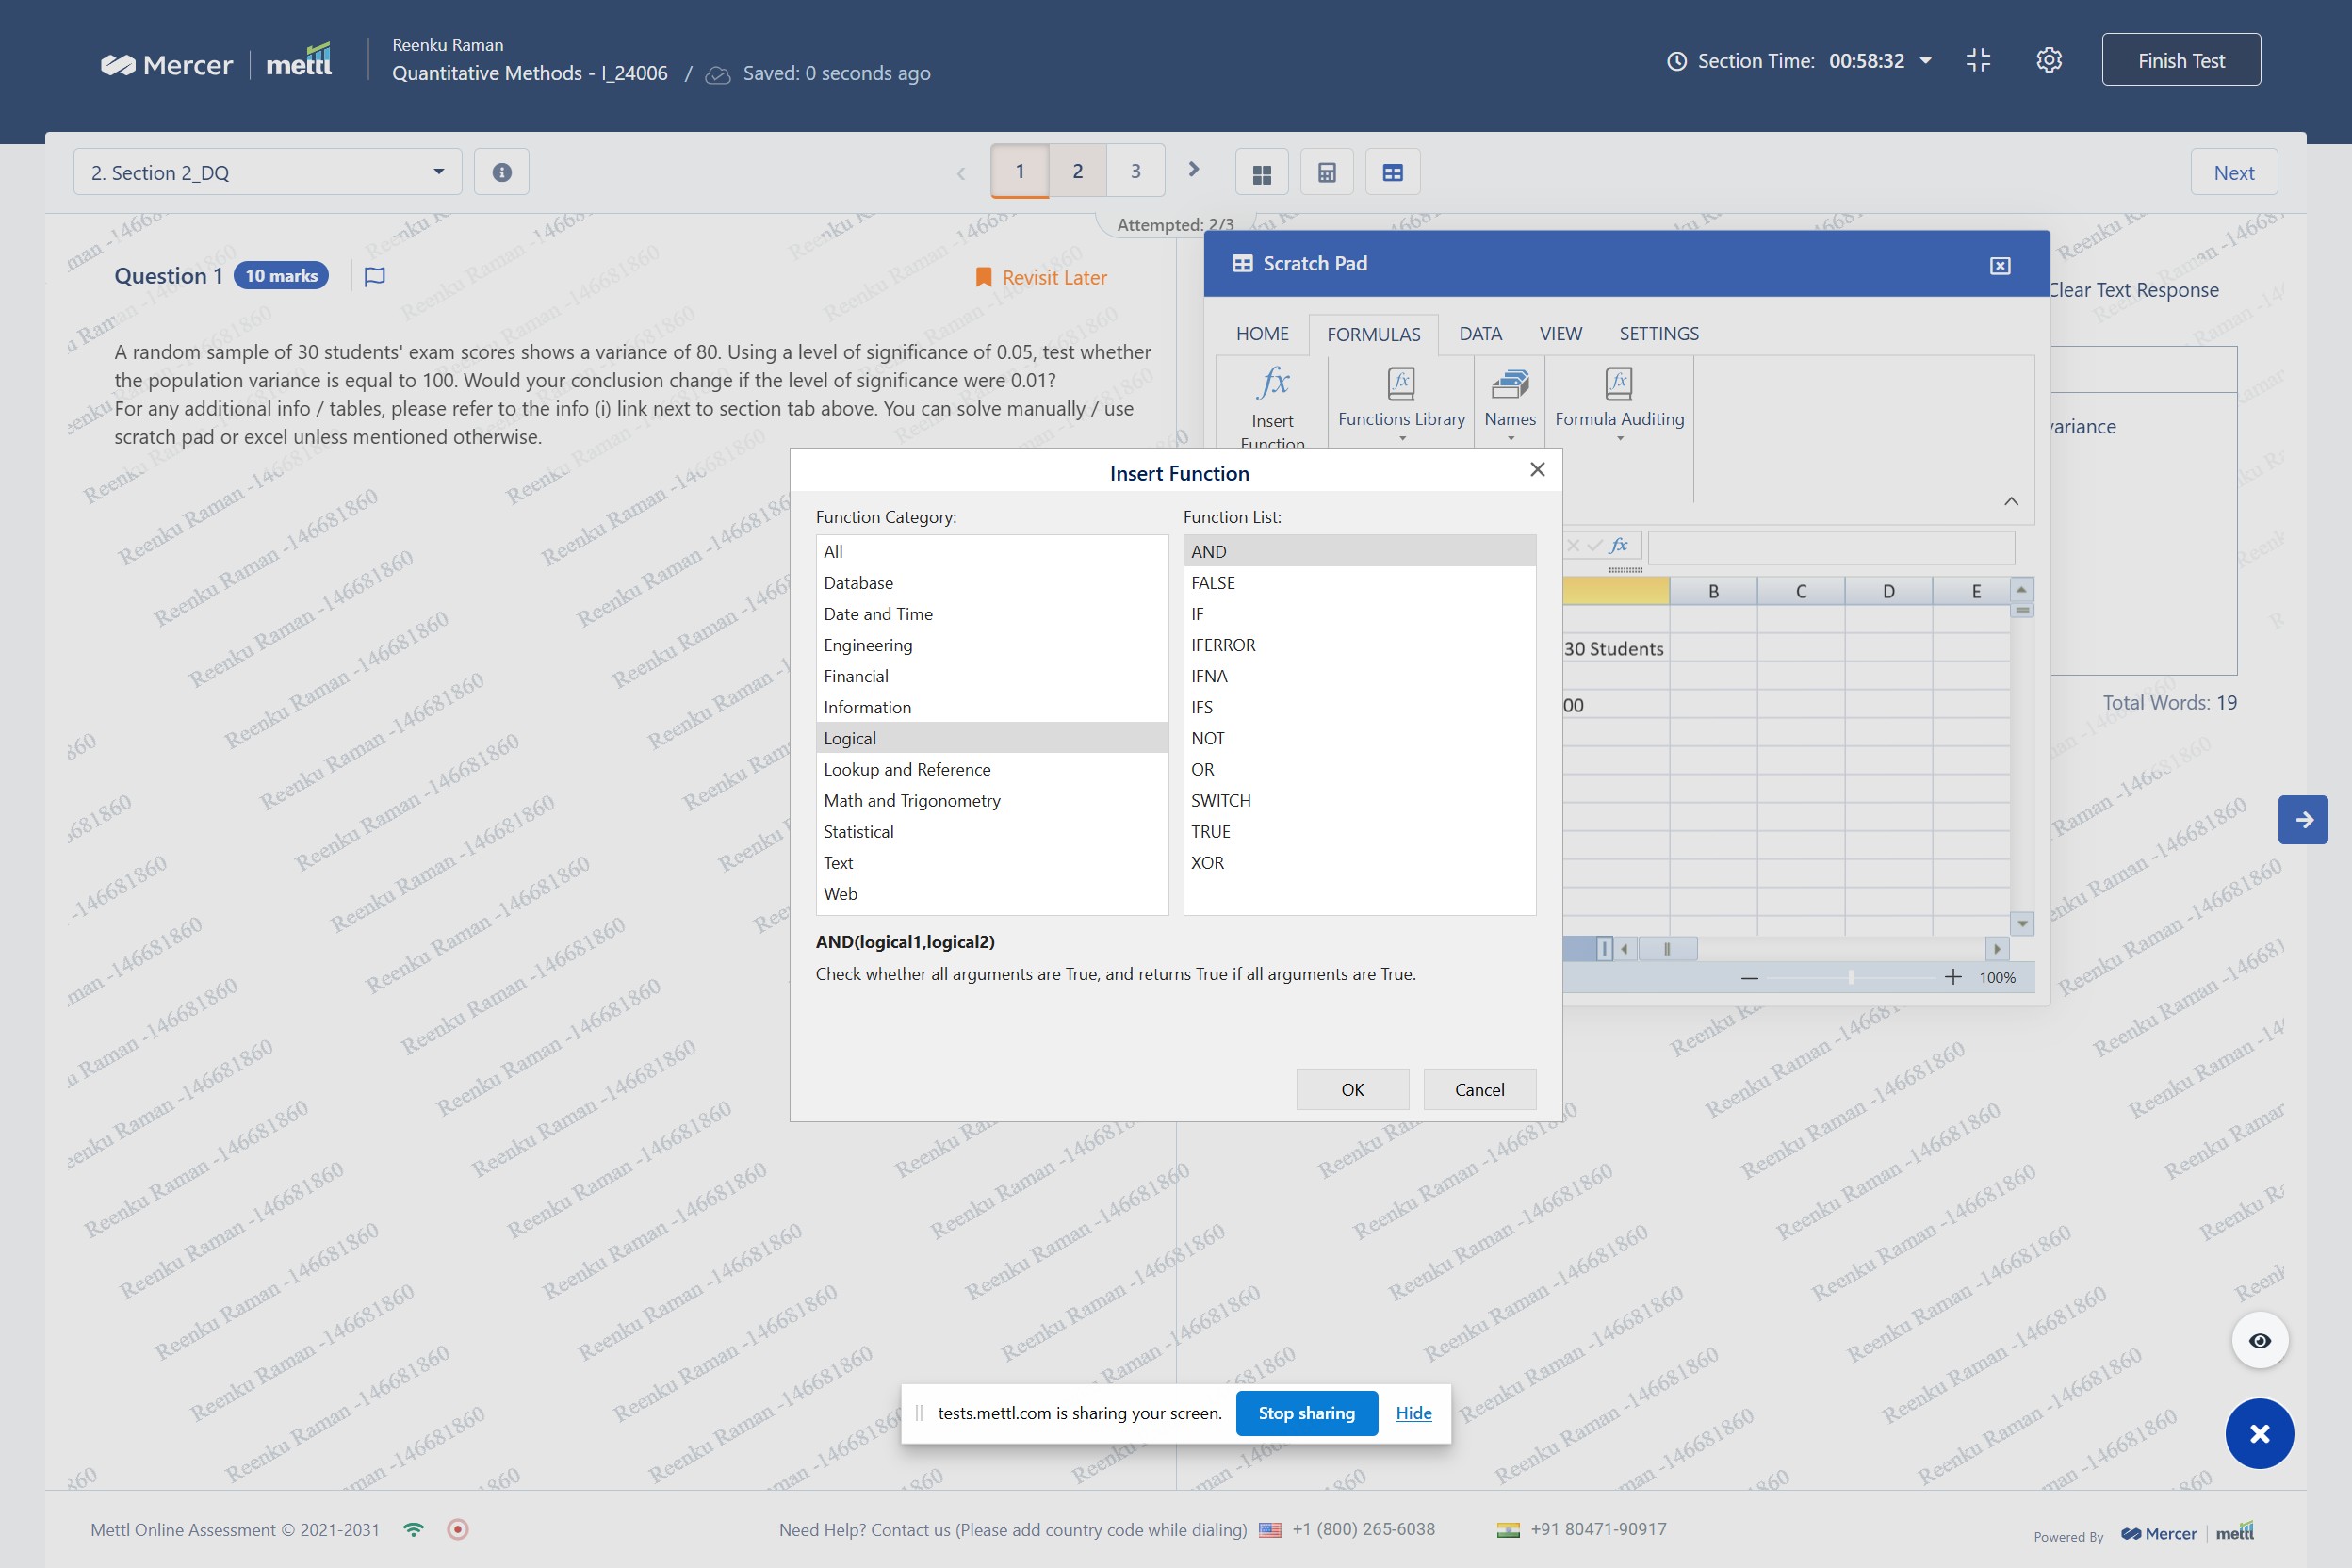 Mercer | mettl
Reenku Raman
Quantitative Methods - I_24006 / Saved: 0 seconds ago
Section Time: 00:58:32
Finish Test
2. Section 2_DQ
1 2 3
Next
Attempted: 2/3
Question 1 10 marks
Revisit Later
A random sample of 30 students' exam scores shows a variance of 80. Using a level of significance of 0.05, test whether
the population variance is equal to 100. Would your conclusion change if the level of significance were 0.01?
For any additional info / tables, please refer to the info (i) link next to section tab above. You can solve manually / use
scratch pad or excel unless mentioned otherwise.
Scratch Pad
Clear Text Response
HOME FORMULAS DATA VIEW SETTINGS
Insert
Function
Functions Library
Names
Formula Auditing
variance
Insert Function
Function Category:
All
Database
Date and Time
Engineering
Financial
Information
Logical
Lookup and Reference
Math and Trigonometry
Statistical
Text
Web
Function List:
AND
FALSE
IF
IFERROR
IFNA
IFS
NOT
OR
SWITCH
TRUE
XOR
AND(logical1,logical2)
Check whether all arguments are True, and returns True if all arguments are True.
OK Cancel
fx
B C D E
30 Students
00
100%
Total Words: 19
Reenku Raman -146681860
tests.mettl.com is sharing your screen. Stop sharing Hide
Mettl Online Assessment © 2021-2031
Need Help? Contact us (Please add country code while dialing) +1 (800) 265-6038 +91 80471-90917
Powered By Mercer | mettl